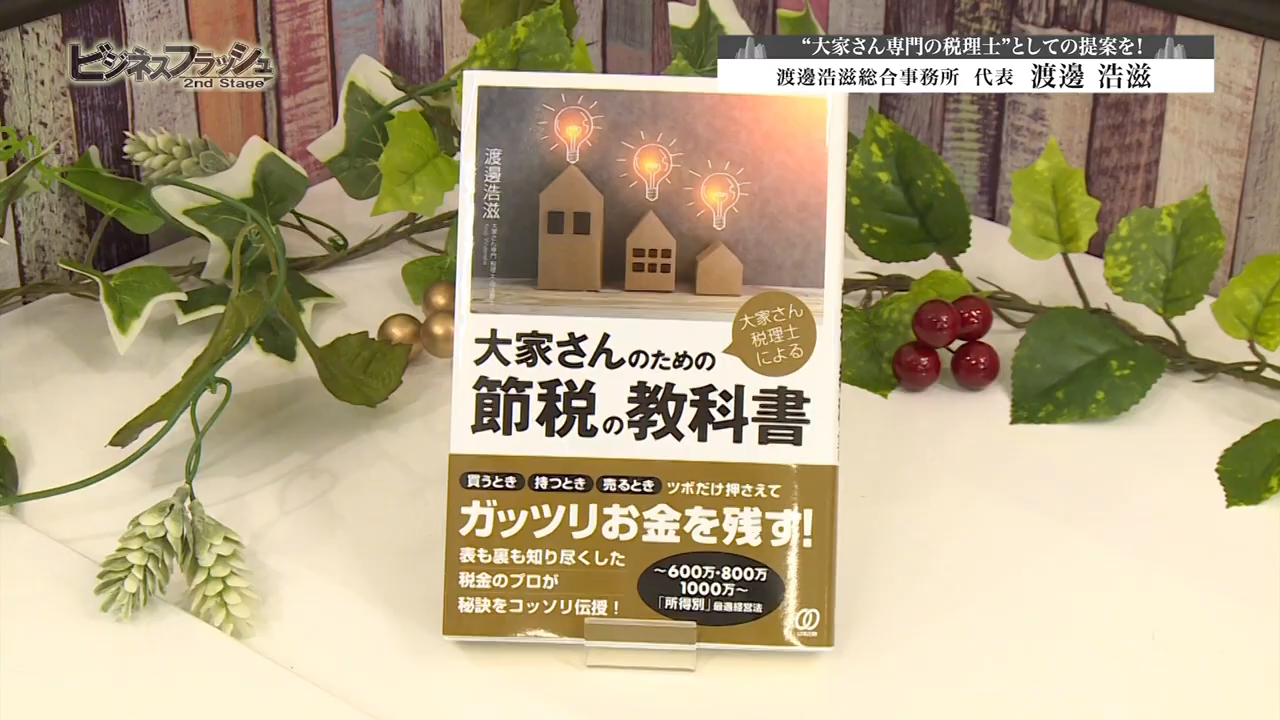 ビジネスフラッシュ
2nd Stage
“大家さん専門の税理士”としての提案を!
渡邊浩滋総合事務所 代表 渡邊 浩滋
渡邊浩滋
大家さん
税理士
による
大家さんのための
節税の教科書
買うとき 持つとき 売るとき ツボだけ押さえて
ガッツリお金を残す!
表も裏も知り尽くした
税金のプロが
秘訣をコッソリ伝授!
～600万・800万
1000万～
「所得別」最適経営法